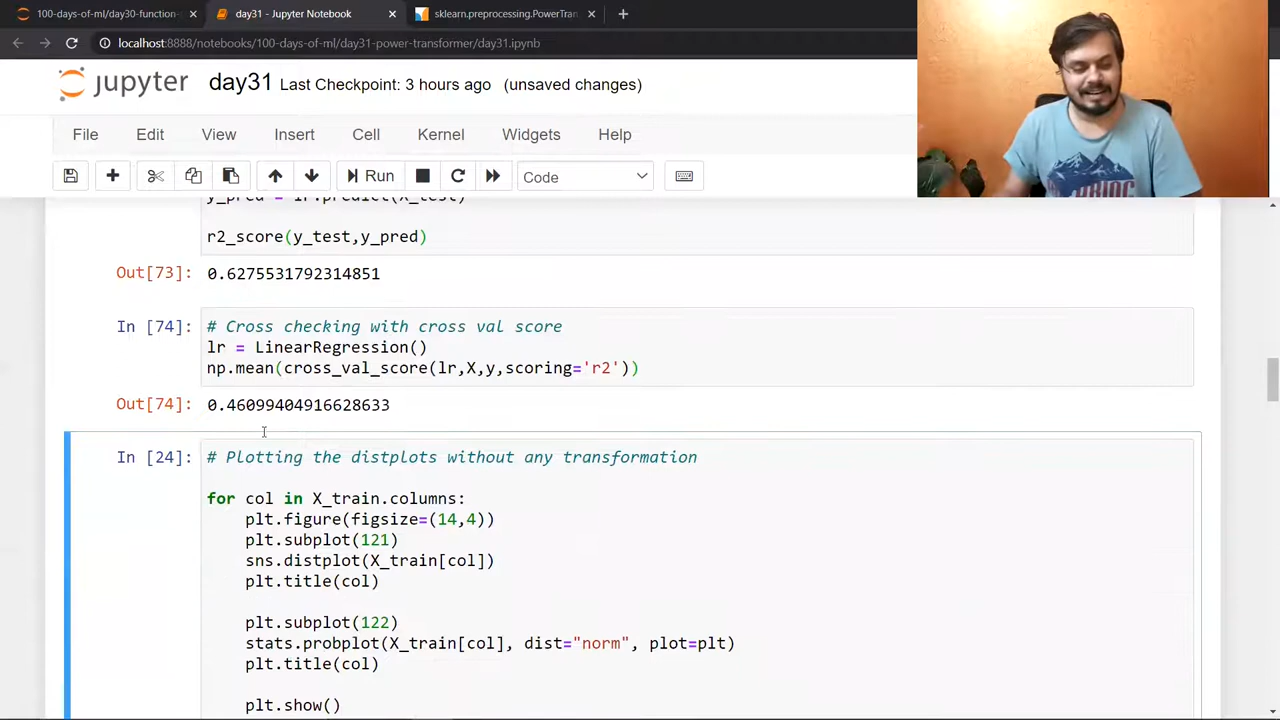 100-days-of-ml/day30-function-
day31 - Jupyter Notebook
sklearn.preprocessing.PowerTran
localhost:8888/notebooks/100-days-of-ml/day31-power-transformer/day31.ipynb
jupyter
day31
Last Checkpoint: 3 hours ago (unsaved changes)
File
Edit
View
Insert
Cell
Kernel
Widgets
Help
Run
Code
y_pred = lr.predict(X_test)
r2_score(y_test,y_pred)
Out[73]:
0.6275531792314851
In [74]:
# Cross checking with cross val score
lr = LinearRegression()
np.mean(cross_val_score(lr,X,y,scoring='r2'))
Out[74]:
0.46099404916628633
In [24]:
# Plotting the distplots without any transformation
for col in X_train.columns:
plt.figure(figsize=(14,4))
plt.subplot(121)
sns.distplot(X_train[col])
plt.title(col)
plt.subplot(122)
stats.probplot(X_train[col], dist="norm", plot=plt)
plt.title(col)
plt.show()